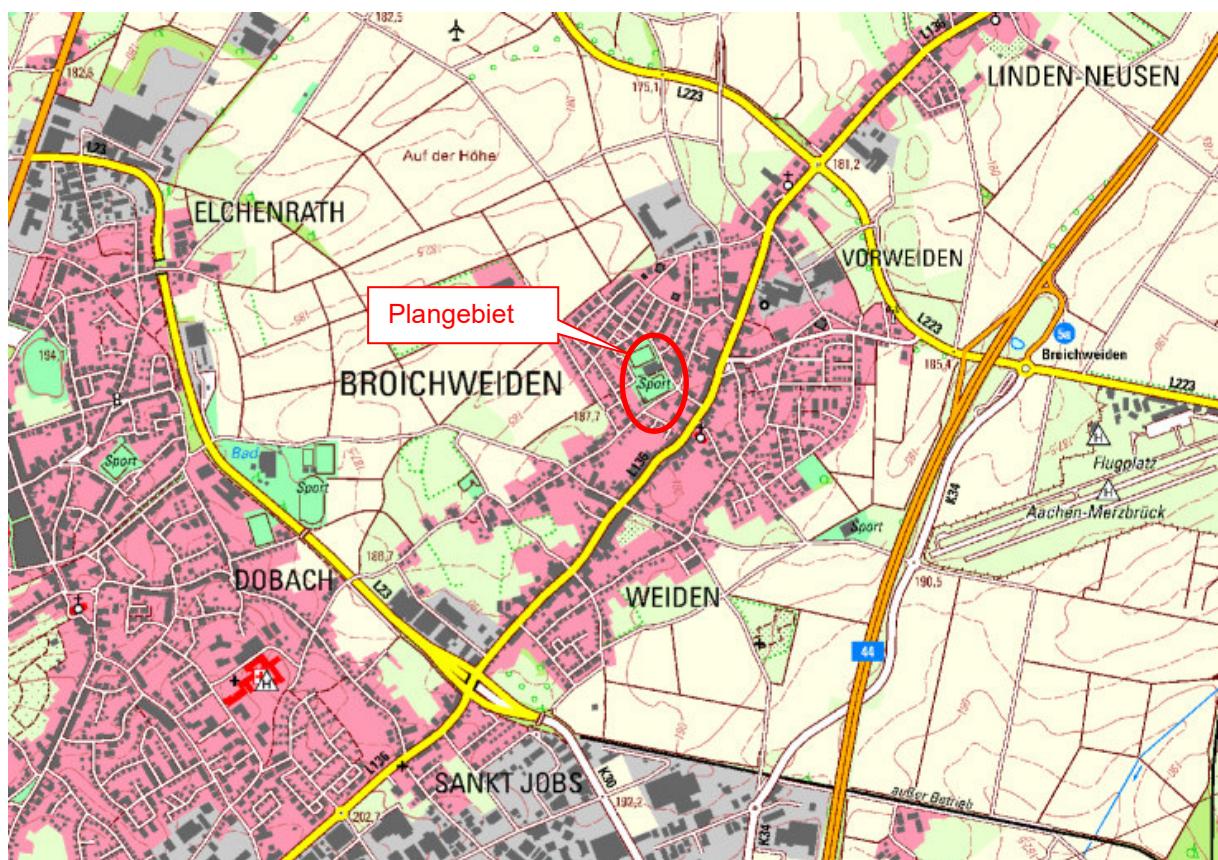 182,5
L136
LINDEN-NEUSEN
182,6
175,1
L223
L23
Auf der Höhe
181,2
ELCHENRATH
VORWEIDEN
Plangebiet
L223
5a
Broichweiden
185,4
194,1
BROICHWEIDEN
Sport
L223
187,7
Bad
Sport
Sport
L136
Flugplatz
H
K34
Aachen-Merzbrück
H
Sport
186,7
DOBACH
L23
WEIDEN
190,5
44
H
L136
SANKT JOBS
K30
192,2
außer Betrieb
202,7
K34